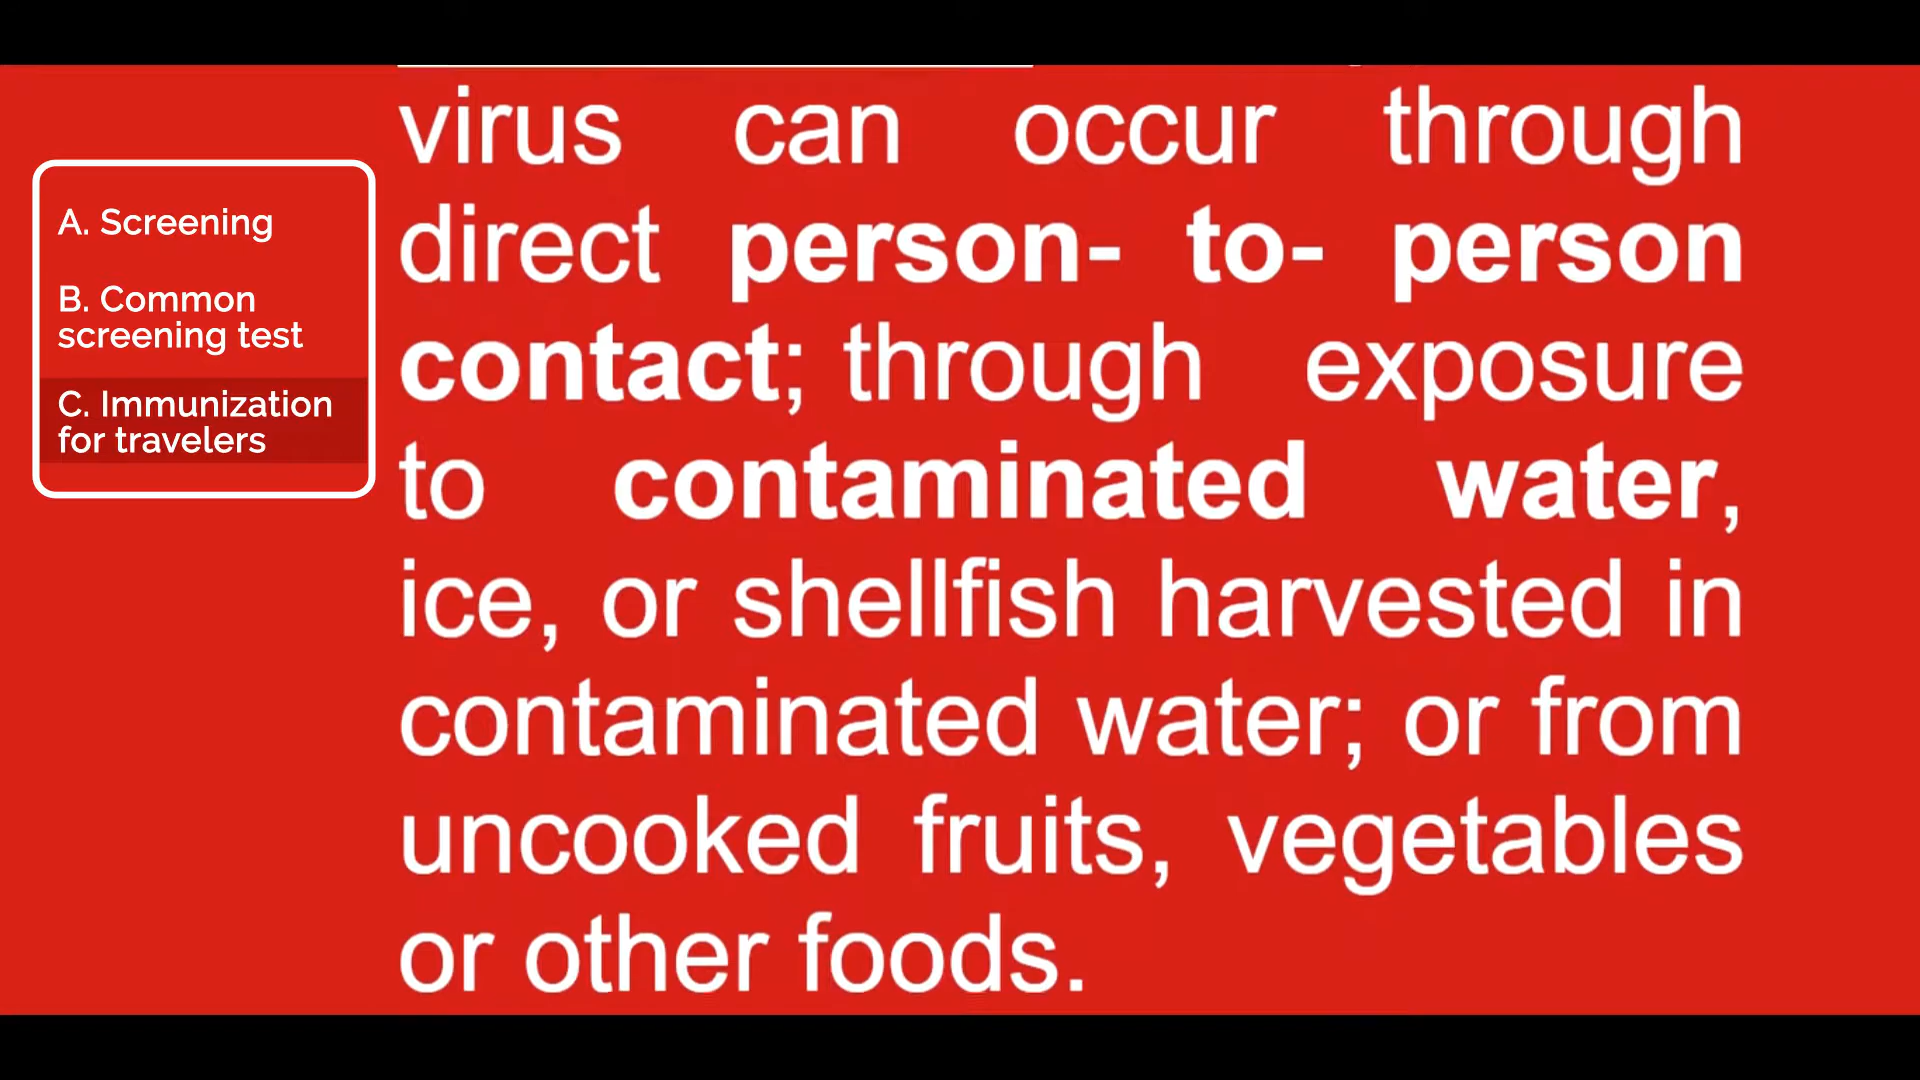 A. Screening
B. Common
screening test
C. Immunization
for travelers
virus can occur through
direct person- to- person
contact; through exposure
to contaminated water,
ice, or shellfish harvested in
contaminated water; or from
uncooked fruits, vegetables
or other foods.